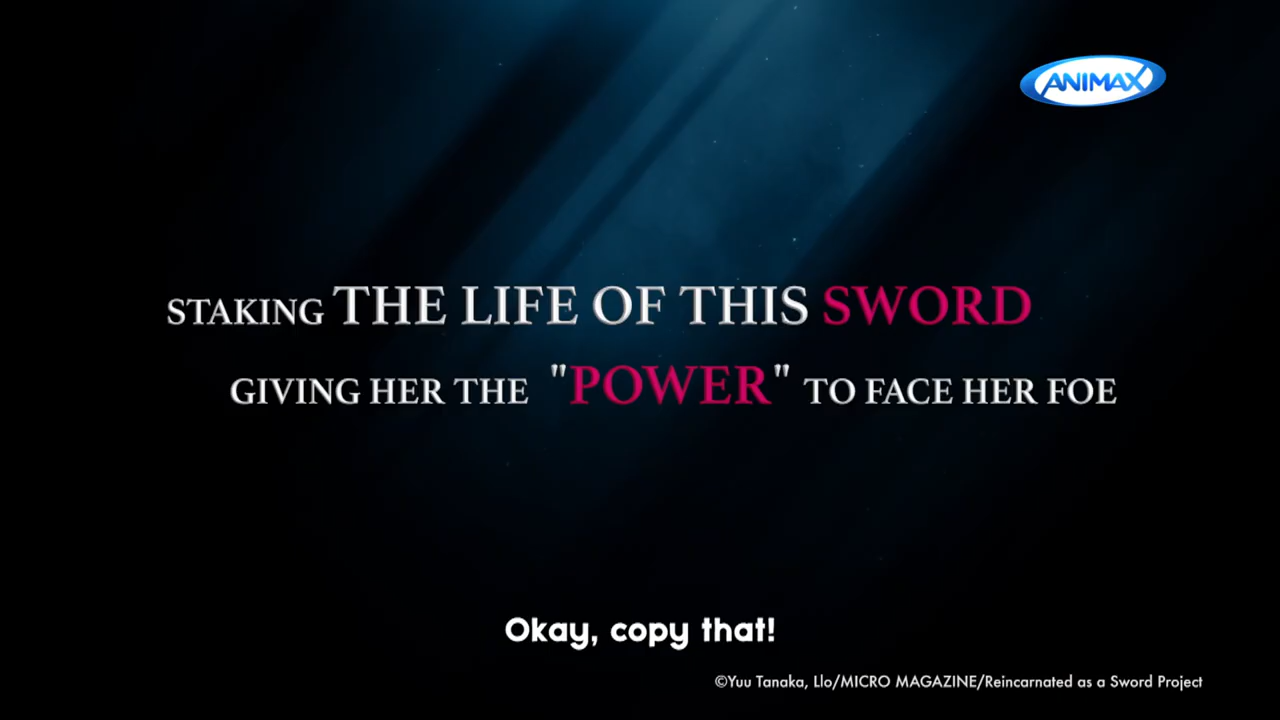 ANIMAX
STAKING THE LIFE OF THIS SWORD
GIVING HER THE "POWER" TO FACE HER FOE
Okay, copy that!
©Yuu Tanaka, Llo/MICRO MAGAZINE/Reincarnated as a Sword Project